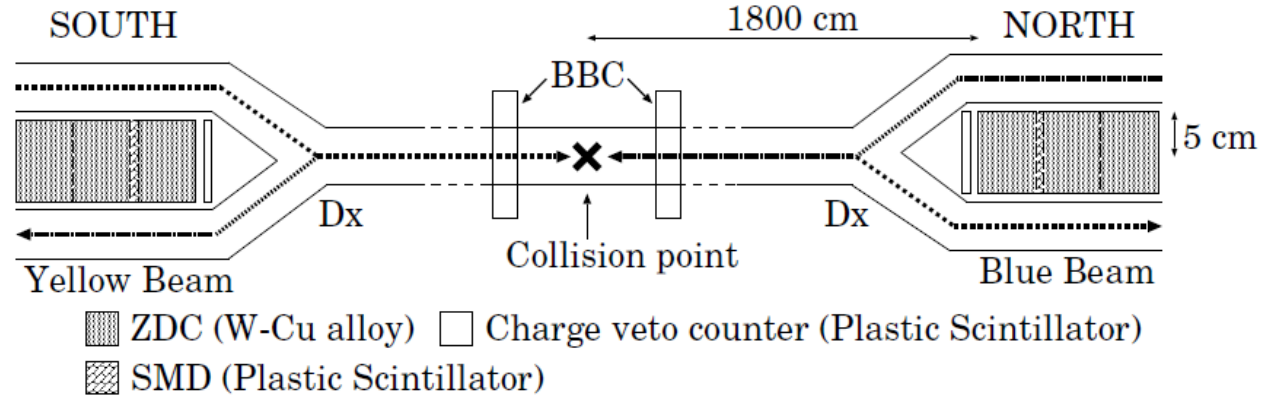 SOUTH
1800 cm
NORTH
BBC
5 cm
Dx
Dx
Collision point
Yellow Beam
Blue Beam
ZDC (W-Cu alloy)
Charge veto counter (Plastic Scintillator)
SMD (Plastic Scintillator)